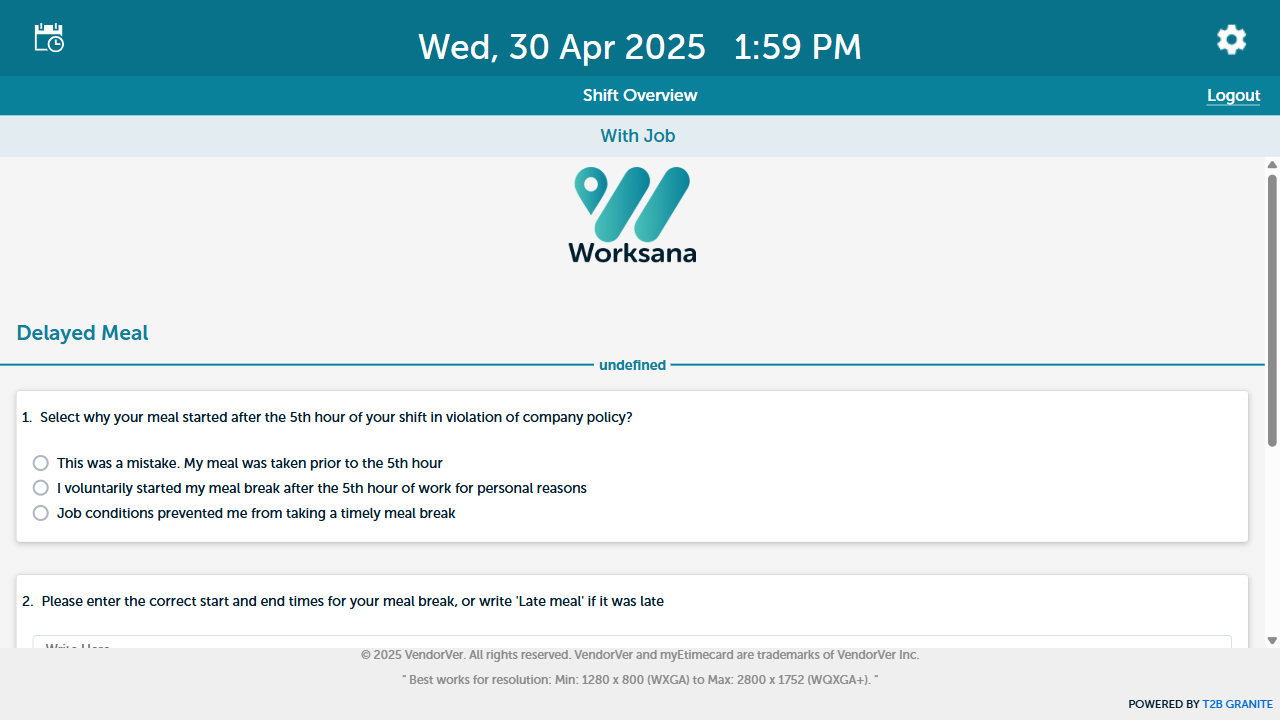 Wed, 30 Apr 2025 1:59 PM
Shift Overview
Logout
With Job
Worksana
Delayed Meal
undefined
1. Select why your meal started after the 5th hour of your shift in violation of company policy?
This was a mistake. My meal was taken prior to the 5th hour
I voluntarily started my meal break after the 5th hour of work for personal reasons
Job conditions prevented me from taking a timely meal break
2. Please enter the correct start and end times for your meal break, or write 'Late meal' if it was late
Write Here
© 2025 VendorVer. All rights reserved. VendorVer and myEtimecard are trademarks of VendorVer Inc.
" Best works for resolution: Min: 1280 x 800 (WXGA) to Max: 2800 x 1752 (WQXGA+). "
POWERED BY T2B GRANITE